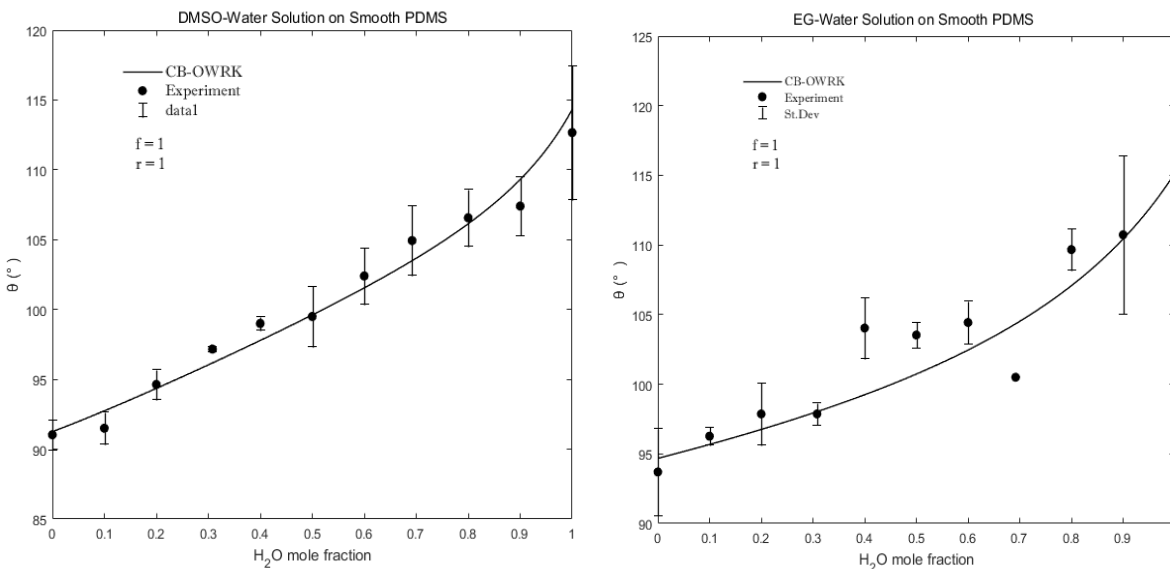 DMSO-Water Solution on Smooth PDMS
120
115
110
105
100
95
90
85
θ (°)
CB-OWRK
Experiment
data1
f = 1
r = 1
0 0.1 0.2 0.3 0.4 0.5 0.6 0.7 0.8 0.9 1
H2O mole fraction
EG-Water Solution on Smooth PDMS
125
120
115
110
105
100
95
90
θ (°)
CB-OWRK
Experiment
St.Dev
f = 1
r = 1
0 0.1 0.2 0.3 0.4 0.5 0.6 0.7 0.8 0.9
H2O mole fraction